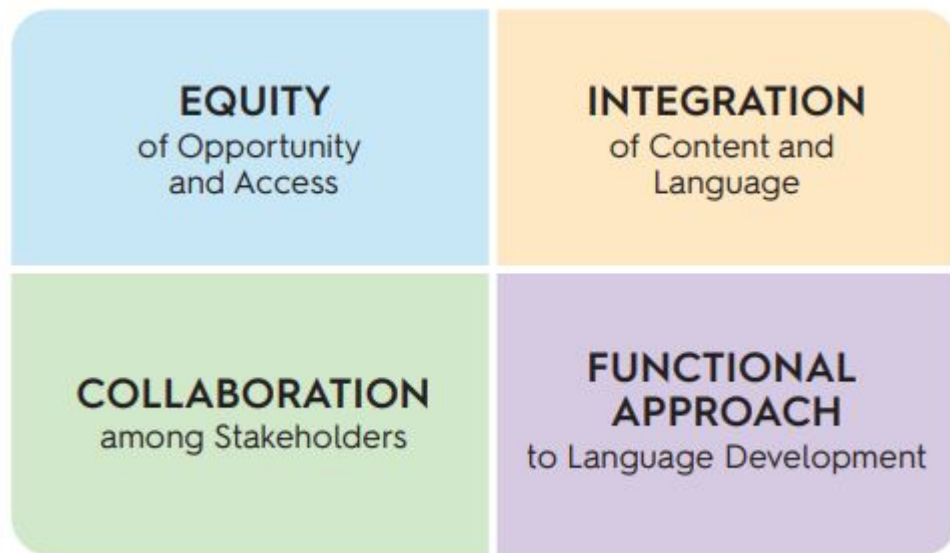 EQUITY
of Opportunity
and Access
INTEGRATION
of Content and
Language
COLLABORATION
among Stakeholders
FUNCTIONAL
APPROACH
to Language Development